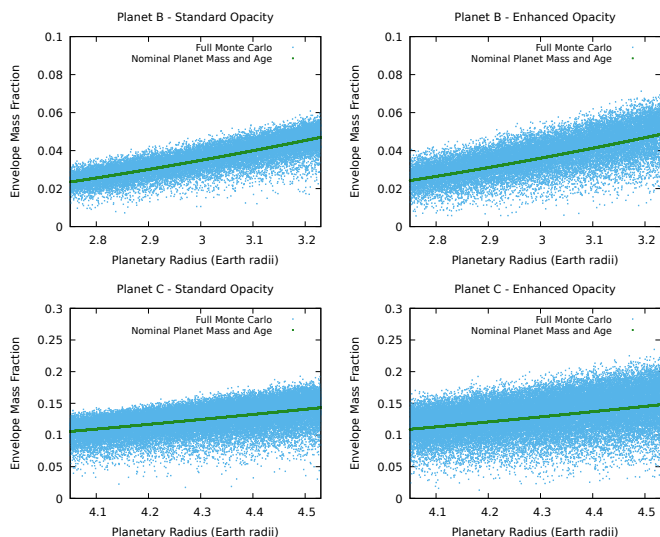 Planet B - Standard Opacity
Envelope Mass Fraction
0.1
0.08
0.06
0.04
0.02
0
Full Monte Carlo
Nominal Planet Mass and Age
2.8 2.9 3 3.1 3.2
Planetary Radius (Earth radii)
Planet B - Enhanced Opacity
Envelope Mass Fraction
0.1
0.08
0.06
0.04
0.02
0
Full Monte Carlo
Nominal Planet Mass and Age
2.8 2.9 3 3.1 3.2
Planetary Radius (Earth radii)
Planet C - Standard Opacity
Envelope Mass Fraction
0.3
0.25
0.2
0.15
0.1
0.05
0
Full Monte Carlo
Nominal Planet Mass and Age
4.1 4.2 4.3 4.4 4.5
Planetary Radius (Earth radii)
Planet C - Enhanced Opacity
Envelope Mass Fraction
0.3
0.25
0.2
0.15
0.1
0.05
0
Full Monte Carlo
Nominal Planet Mass and Age
4.1 4.2 4.3 4.4 4.5
Planetary Radius (Earth radii)